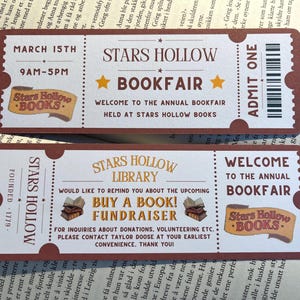 MARCH 15TH
9AM-5PM
Stars Hollow
BOOKS
STARS HOLLOW
BOOKFAIR
WELCOME TO THE ANNUAL BOOKFAIR
HELD AT STARS HOLLOW BOOKS
ADMIT ONE
FOUNDED - 1779 -
STARS HOLLOW
STARS HOLLOW
LIBRARY
WOULD LIKE TO REMIND YOU ABOUT THE UPCOMING
BUY A BOOK!
FUNDRAISER
FOR INQUIRIES ABOUT DONATIONS, VOLUNTEERING ETC,
PLEASE CONTACT TAYLOR DOOSE AT YOUR EARLIEST
CONVENIENCE. THANK YOU!
WELCOME
TO THE ANNUAL
BOOKFAIR
Stars Hollow
BOOKS